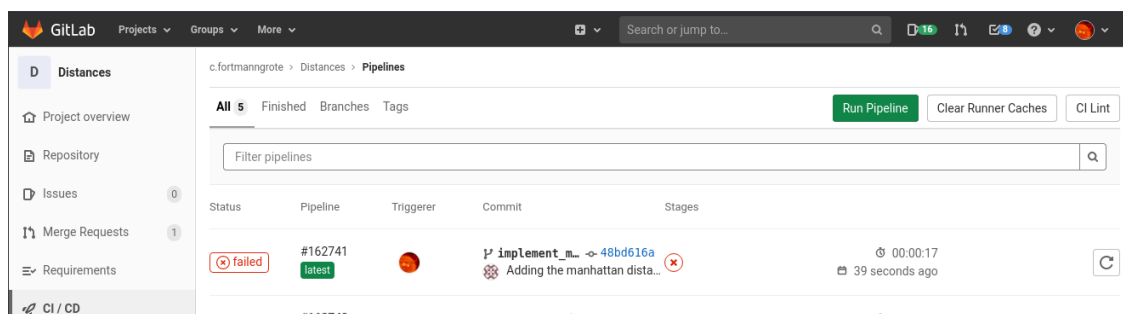 GitLab Projects Groups More Search or jump to... 16 8
D Distances
c.fortmanngrote > Distances > Pipelines
All 5 Finished Branches Tags Run Pipeline Clear Runner Caches CI Lint
Project overview
Filter pipelines
Repository
Issues 0
Status Pipeline Triggerer Commit Stages
Merge Requests 1
#162741 implement_m… 48bd616a 00:00:17
failed latest Adding the manhattan dista… 39 seconds ago
Requirements
CI / CD